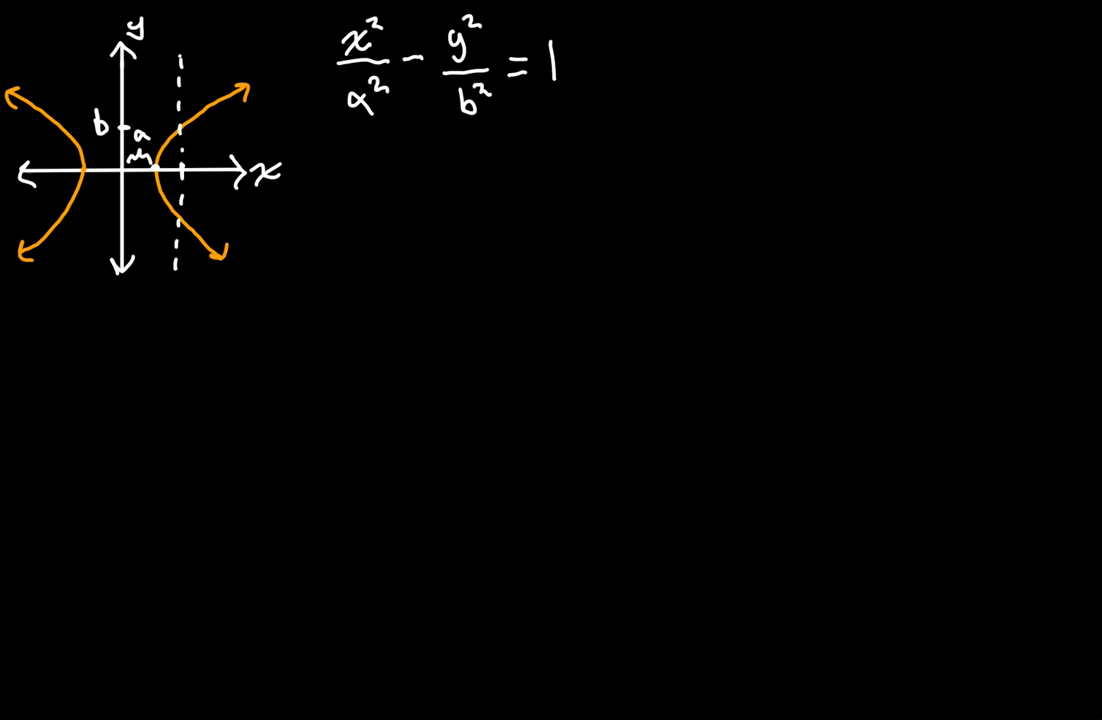 y
x²/a² - y²/b² = 1
b a
x